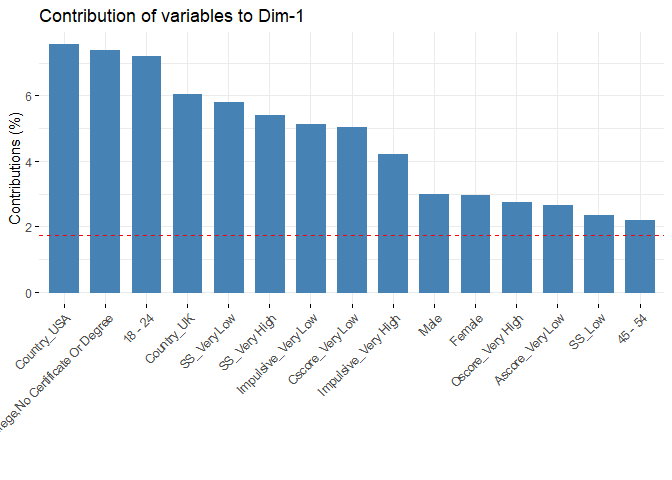 Contribution of variables to Dim-1
Contributions (%)
6
4
2
0
Country_USA
ege,No Certificate Or Degree
18 - 24
Country_UK
SS_Very Low
SS_Very High
Impulsive_Very Low
Cscore_Very Low
Impulsive_Very High
Male
Female
Oscore_Very High
Ascore_Very Low
SS_Low
45 - 54